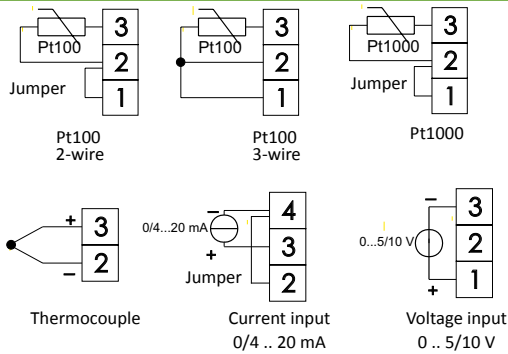 Pt100
3
2
1
Jumper
Pt100
2-wire
Pt100
3
2
1
Pt100
3-wire
Pt1000
3
2
1
Jumper
Pt1000
+
3
−
2
Thermocouple
−
4
0/4...20 mA
3
+
2
Jumper
Current input
0/4 .. 20 mA
−
3
0...5/10 V
2
+
1
Voltage input
0 .. 5/10 V